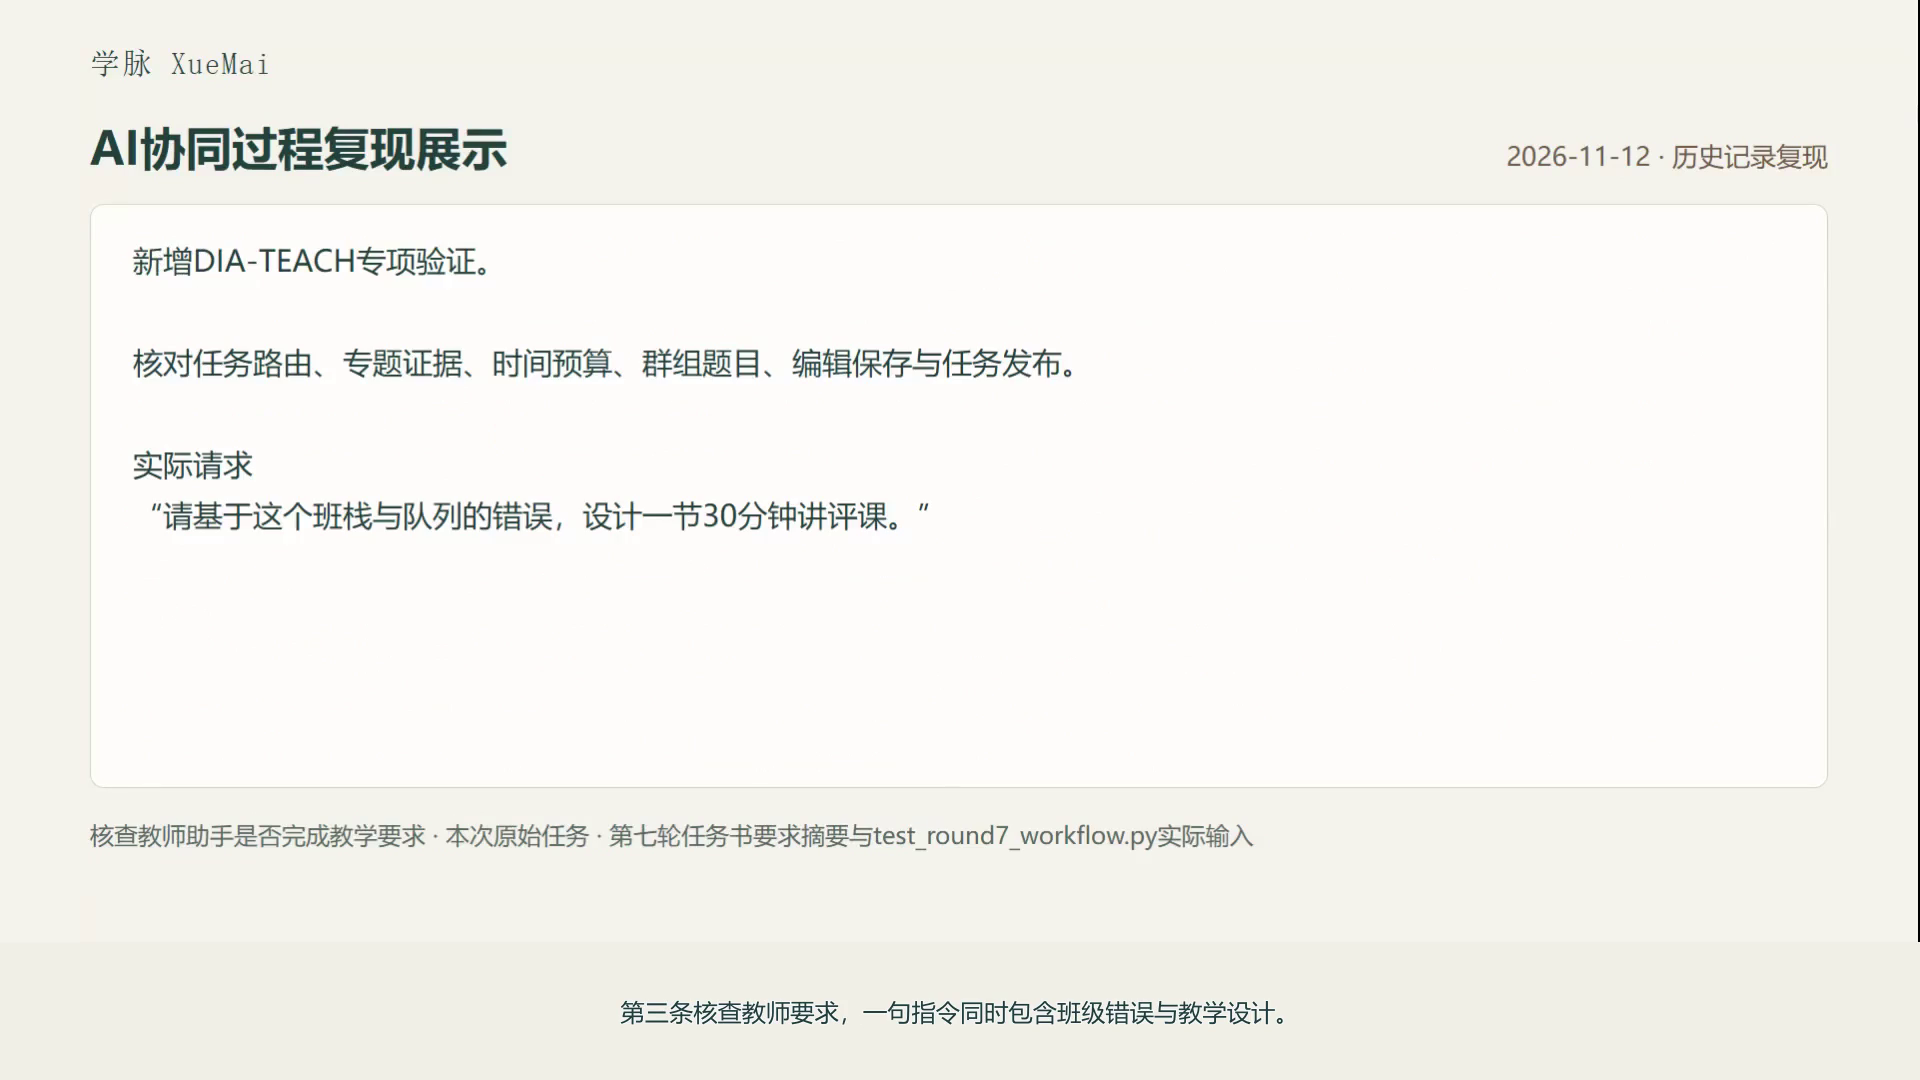 学脉 XueMai
AI协同过程复现展示
2026-11-12 · 历史记录复现
新增DIA-TEACH专项验证。
核对任务路由、专题证据、时间预算、群组题目、编辑保存与任务发布。
实际请求
“请基于这个班栈与队列的错误，设计一节30分钟讲评课。”
核查教师助手是否完成教学要求 · 本次原始任务 · 第七轮任务书要求摘要与test_round7_workflow.py实际输入
第三条核查教师要求，一句指令同时包含班级错误与教学设计。